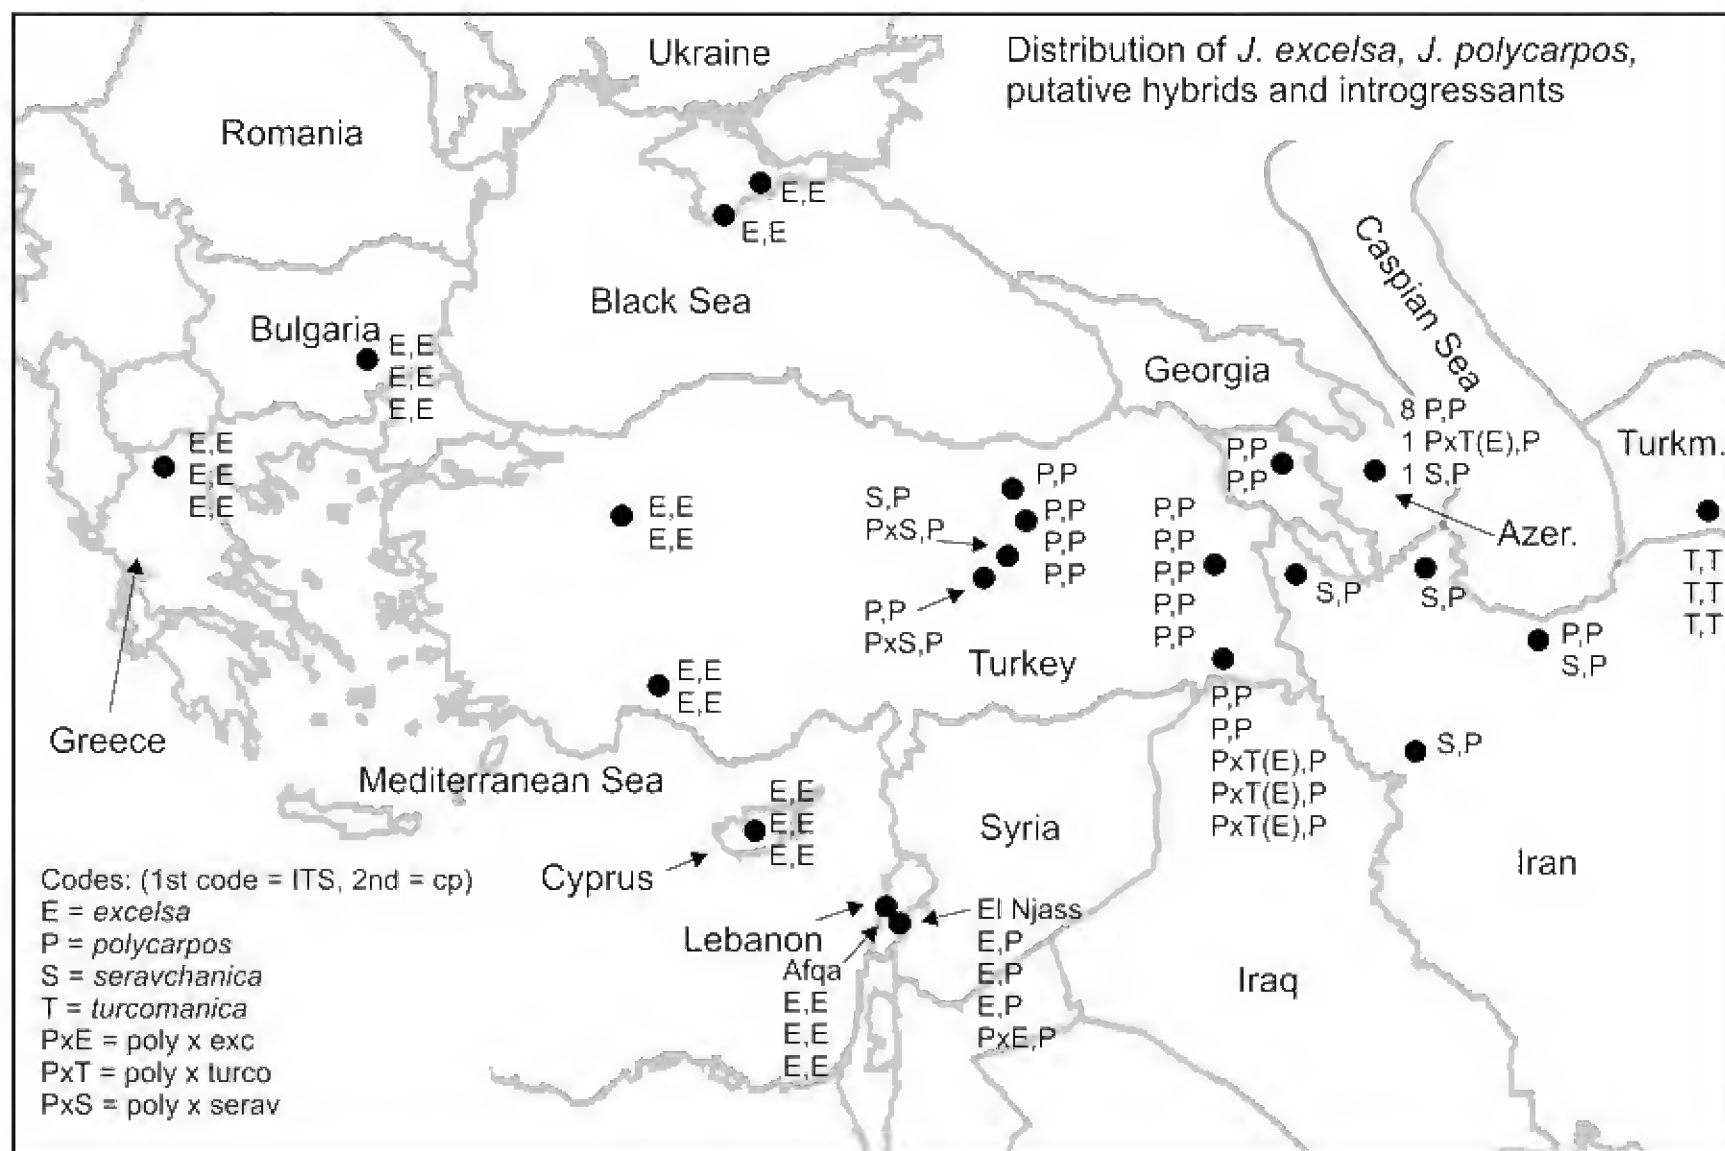 Distribution of J. excelsa, J. polycarpos,
putative hybrids and introgressants
Ukraine
Romania
E,E
E,E
Caspian Sea
Black Sea
Bulgaria
E,E
E,E
E,E
Georgia
8 P,P
1 PxT(E),P
1 S,P
Turkm.
E,E
E,E
E,E
P,P
P,P
P,P
S,P
PxS,P
P,P
P,P
P,P
E,E
E,E
P,P
P,P
P,P
P,P
P,P
Azer.
T,T
T,T
T,T
S,P
S,P
P,P
PxS,P
P,P
S,P
Turkey
E,E
E,E
Greece
P,P
P,P
PxT(E),P
PxT(E),P
PxT(E),P
S,P
Mediterranean Sea
E,E
E,E
E,E
Syria
Iran
Cyprus
Codes: (1st code = ITS, 2nd = cp)
E = excelsa
P = polycarpos
S = seravchanica
T = turcomanica
PxE = poly x exc
PxT = poly x turco
PxS = poly x serav
Lebanon
Afqa
E,E
E,E
E,E
El Njass
E,P
E,P
E,P
PxE,P
Iraq